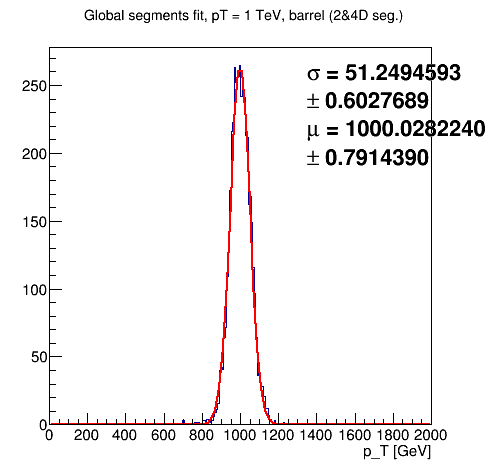 Global segments fit, pT = 1 TeV, barrel (2&4D seg.)
σ = 51.2494593
± 0.6027689
μ = 1000.0282240
± 0.7914390
250
200
150
100
50
0
0 200 400 600 800 1000 1200 1400 1600 1800 2000
p_T [GeV]